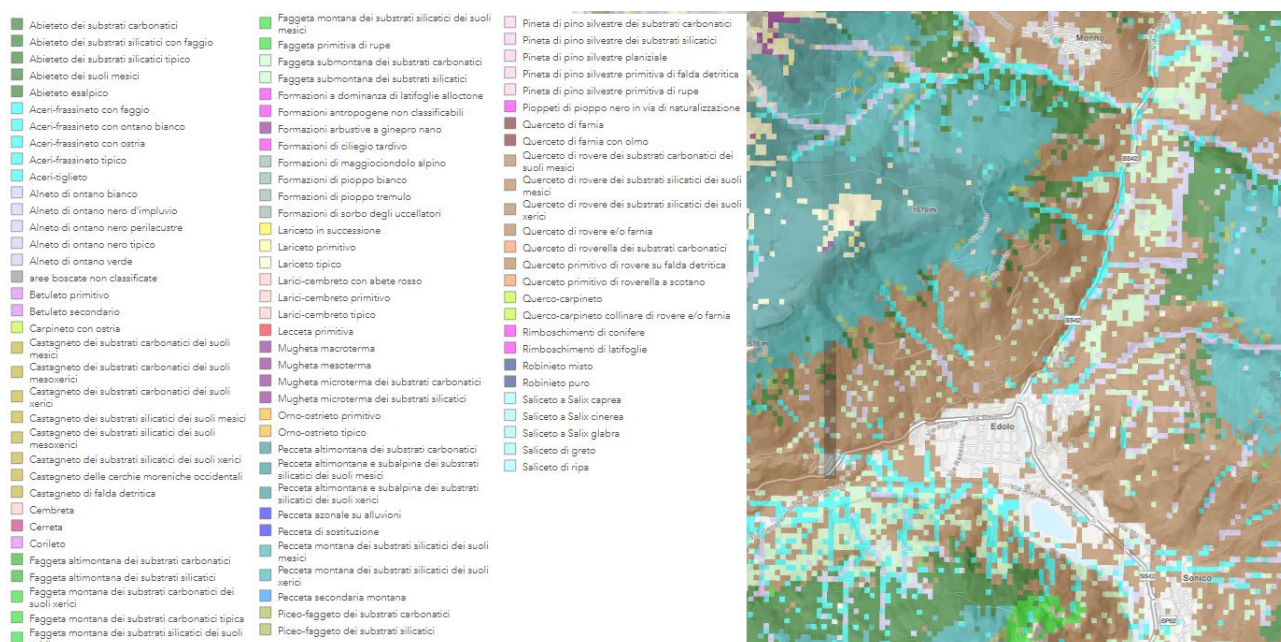 Abieteto dei substrati carbonatici
Abieteto dei substrati silicatici con faggio
Abieteto dei substrati silicatici tipico
Abieteto dei suoli mesici
Abieteto esalpico
Aceri-frassineto con faggio
Aceri-frassineto con ontano bianco
Aceri-frassineto con ostria
Aceri-frassineto tipico
Aceri-tiglieto
Alneto di ontano bianco
Alneto di ontano nero d'impluvio
Alneto di ontano nero perilacustre
Alneto di ontano nero tipico
Alneto di ontano verde
aree boscate non classificate
Betuleto primitivo
Betuleto secondario
Carpineto con ostria
Castagneto dei substrati carbonatici dei suoli
mesici
Castagneto dei substrati carbonatici dei suoli
mesoxerici
Castagneto dei substrati carbonatici dei suoli
xerici
Castagneto dei substrati silicatici dei suoli mesici
Castagneto dei substrati silicatici dei suoli
mesoxerici
Castagneto dei substrati silicatici dei suoli xerici
Castagneto delle cerchie moreniche occidentali
Castagneto di falda detritica
Cembreta
Cerreta
Corileto
Faggeta altimontana dei substrati carbonatici
Faggeta altimontana dei substrati silicatici
Faggeta montana dei substrati carbonatici dei
suoli xerici
Faggeta montana dei substrati carbonatici tipica
Faggeta montana dei substrati silicatici dei suoli
Faggeta montana dei substrati silicatici dei suoli
mesici
Faggeta primitiva di rupe
Faggeta submontana dei substrati carbonatici
Faggeta submontana dei substrati silicatici
Formazioni a dominanza di latifoglie alloctone
Formazioni antropogene non classificabili
Formazioni arbustive a ginepro nano
Formazioni di ciliegio tardivo
Formazioni di maggiociondolo alpino
Formazioni di pioppo bianco
Formazioni di pioppo tremulo
Formazioni di sorbo degli uccellatori
Lariceto in successione
Lariceto primitivo
Lariceto tipico
Larici-cembreto con abete rosso
Larici-cembreto primitivo
Larici-cembreto tipico
Lecceta primitiva
Mugheta macroterma
Mugheta mesoterma
Mugheta microterma dei substrati carbonatici
Mugheta microterma dei substrati silicatici
Orno-ostrieto primitivo
Orno-ostrieto tipico
Pecceta altimontana dei substrati carbonatici
Pecceta altimontana e subalpina dei substrati
silicatici dei suoli mesici
Pecceta altimontana e subalpina dei substrati
silicatici dei suoli xerici
Pecceta azonale su alluvioni
Pecceta di sostituzione
Pecceta montana dei substrati silicatici dei suoli
mesici
Pecceta montana dei substrati silicatici dei suoli
xerici
Pecceta secondaria montana
Piceo-faggeto dei substrati carbonatici
Piceo-faggeto dei substrati silicatici
Pineta di pino silvestre dei substrati carbonatici
Pineta di pino silvestre dei substrati silicatici
Pineta di pino silvestre planiziale
Pineta di pino silvestre primitiva di falda detritica
Pineta di pino silvestre primitiva di rupe
Pioppeti di pioppo nero in via di naturalizzazione
Querceto di farnia
Querceto di farnia con olmo
Querceto di rovere dei substrati carbonatici dei
suoli mesici
Querceto di rovere dei substrati silicatici dei suoli
mesici
Querceto di rovere dei substrati silicatici dei suoli
xerici
Querceto di rovere e/o farnia
Querceto di roverella dei substrati carbonatici
Querceto primitivo di rovere su falda detritica
Querceto primitivo di roverella a scotano
Querco-carpineto
Querco-carpineto collinare di rovere e/o farnia
Rimboschimenti di conifere
Rimboschimenti di latifoglie
Robinieto misto
Robinieto puro
Saliceto a Salix caprea
Saliceto a Salix cinerea
Saliceto a Salix glabra
Saliceto di greto
Saliceto di ripa
Monno
SS42
1679 m
SS42
576 m
Edolo
SS42
Sonico